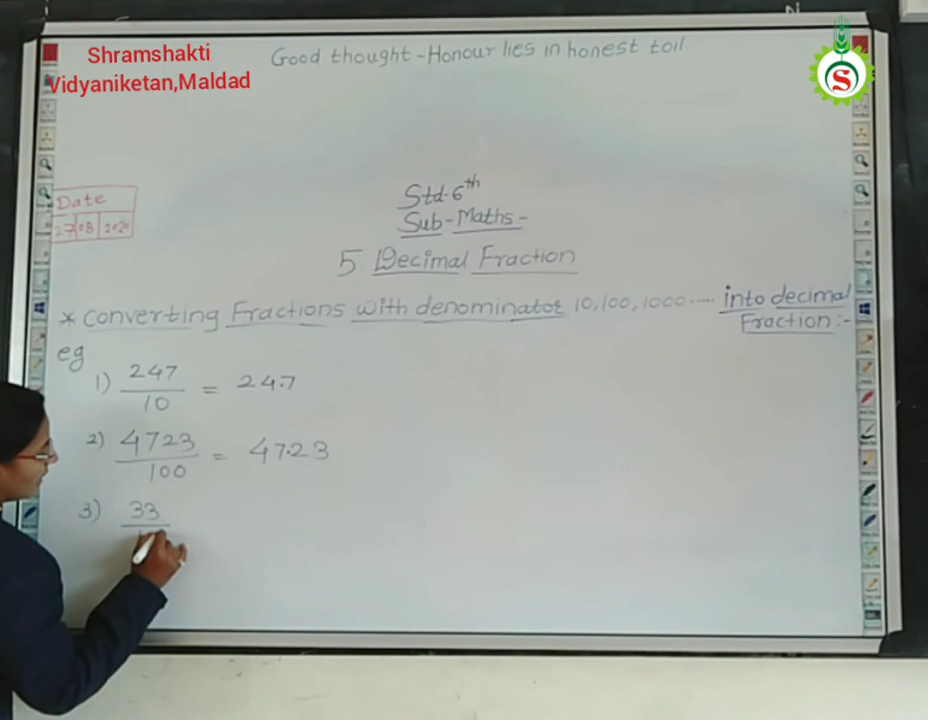 Shramshakti
Vidyaniketan,Maldad
Good thought - Honour lies in honest toil
S
Date
27 08 2020
Std. 6th
Sub - Maths -
5 Decimal Fraction
* Converting Fractions with denominator 10, 100, 1000 .... into decimal
Fraction :-
eg
1) 247/10 = 24.7
2) 4723/100 = 47.23
3) 33